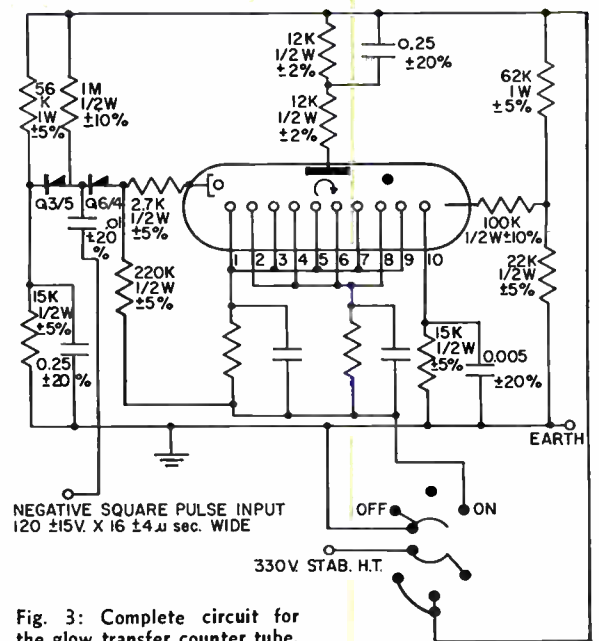 12K
1/2 W
±2%
0.25
±20%
56
K
1W
±5%
1M
1/2W
±10%
12K
1/2 W
±2%
62K
1W
±5%
Q3/5
Q6/4
.01
±20
%
2.7K
1/2W
±5%
100K
1/2W±10%
1 2 3 4 5 6 7 8 9 10
220K
1/2W
±5%
22K
1/2W
±5%
15K
1/2W
±5%
0.25
±20%
15K
1/2W
±5%
0.005
±20%
EARTH
NEGATIVE SQUARE PULSE INPUT
120 ±15V. X 16 ±4μ sec. WIDE
OFF
ON
330V. STAB. H.T.
Fig. 3: Complete circuit for
the glow transfer counter tube.